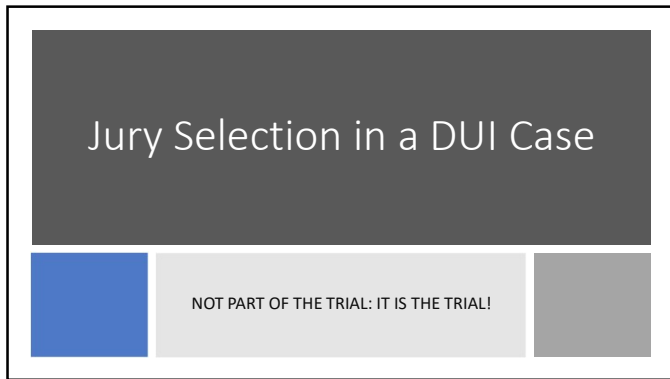 Jury Selection in a DUI Case
NOT PART OF THE TRIAL: IT IS THE TRIAL!